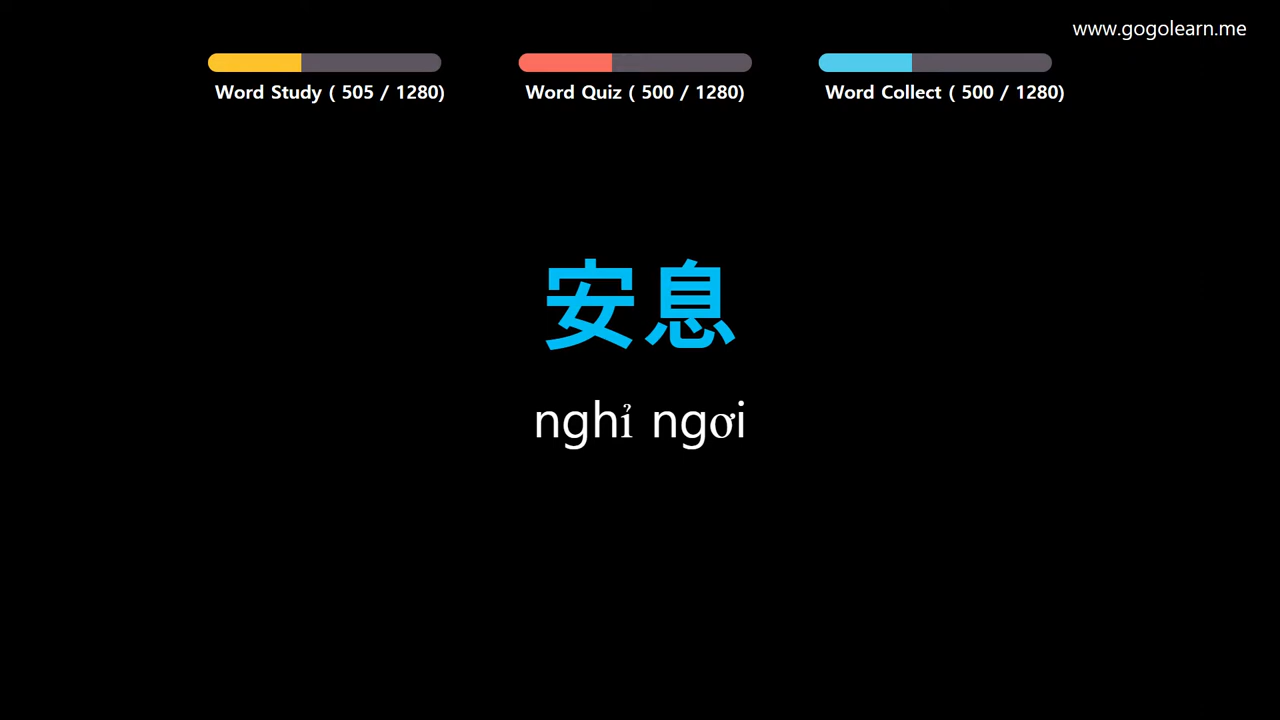 www.gogolearn.me
Word Study ( 505 / 1280)
Word Quiz ( 500 / 1280)
Word Collect ( 500 / 1280)
安息
nghỉ ngơi